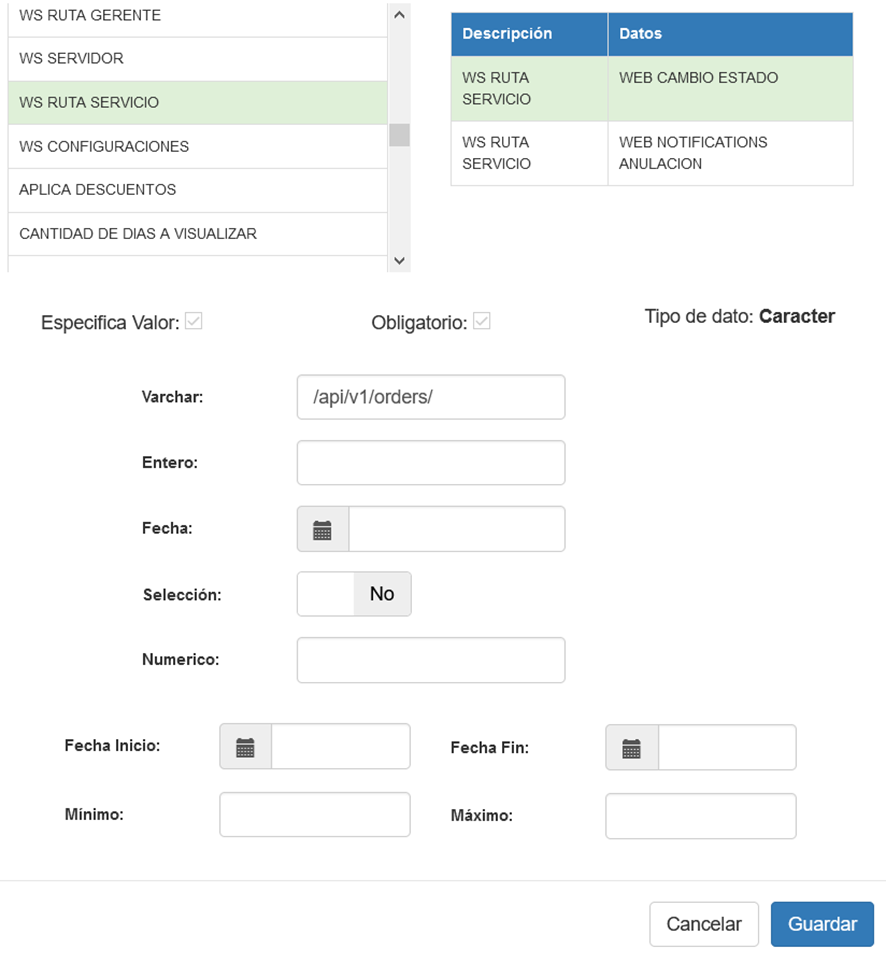 WS RUTA GERENTE
WS SERVIDOR
WS RUTA SERVICIO
WS CONFIGURACIONES
APLICA DESCUENTOS
CANTIDAD DE DIAS A VISUALIZAR
Descripción Datos
WS RUTA
SERVICIO
WEB CAMBIO ESTADO
WS RUTA
SERVICIO
WEB NOTIFICATIONS
ANULACION
Especifica Valor: Obligatorio: Tipo de dato: Caracter
Varchar: /api/v1/orders/
Entero:
Fecha:
Selección: No
Numerico:
Fecha Inicio: Fecha Fin:
Mínimo: Máximo:
Cancelar Guardar